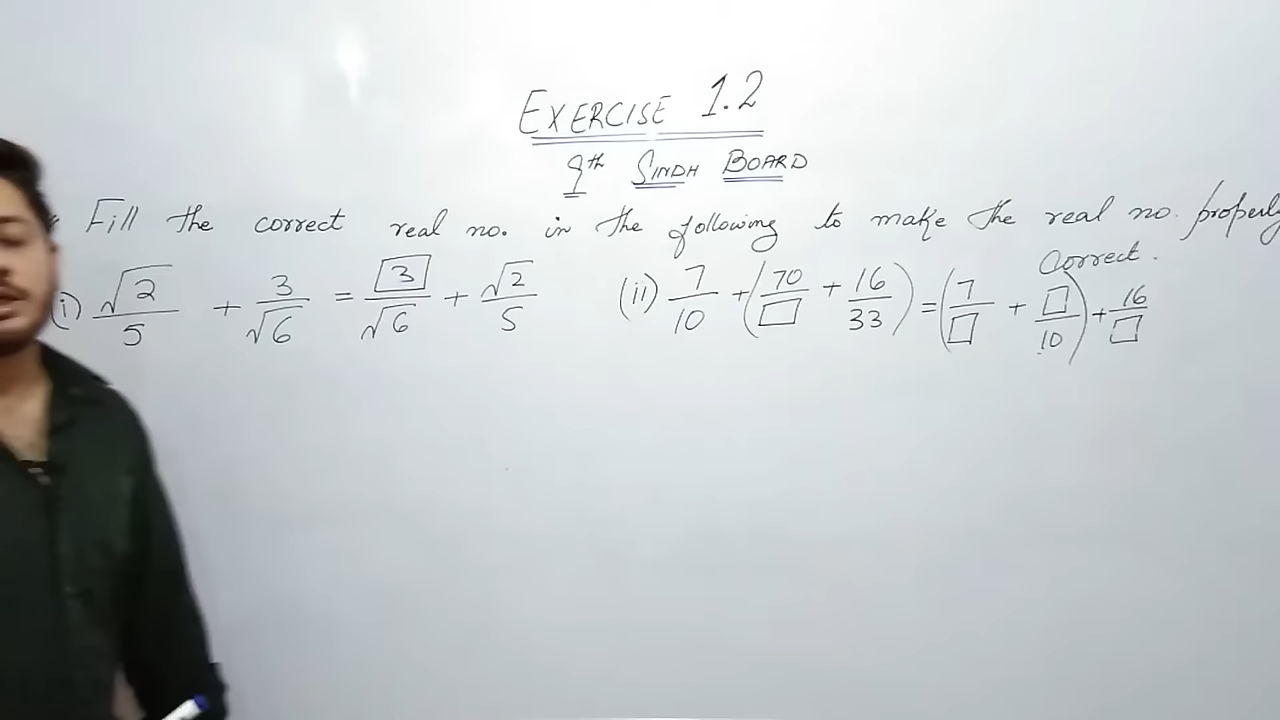 EXERCISE 1.2
9th SINDH BOARD
Fill the correct real no. in the following to make the real no. properly
correct.
(i) √2/5 + 3/√6 = [3]/√6 + √2/5 (ii) 7/10 + (70/□ + 16/33) = (7/□ + □/10) + 16/□